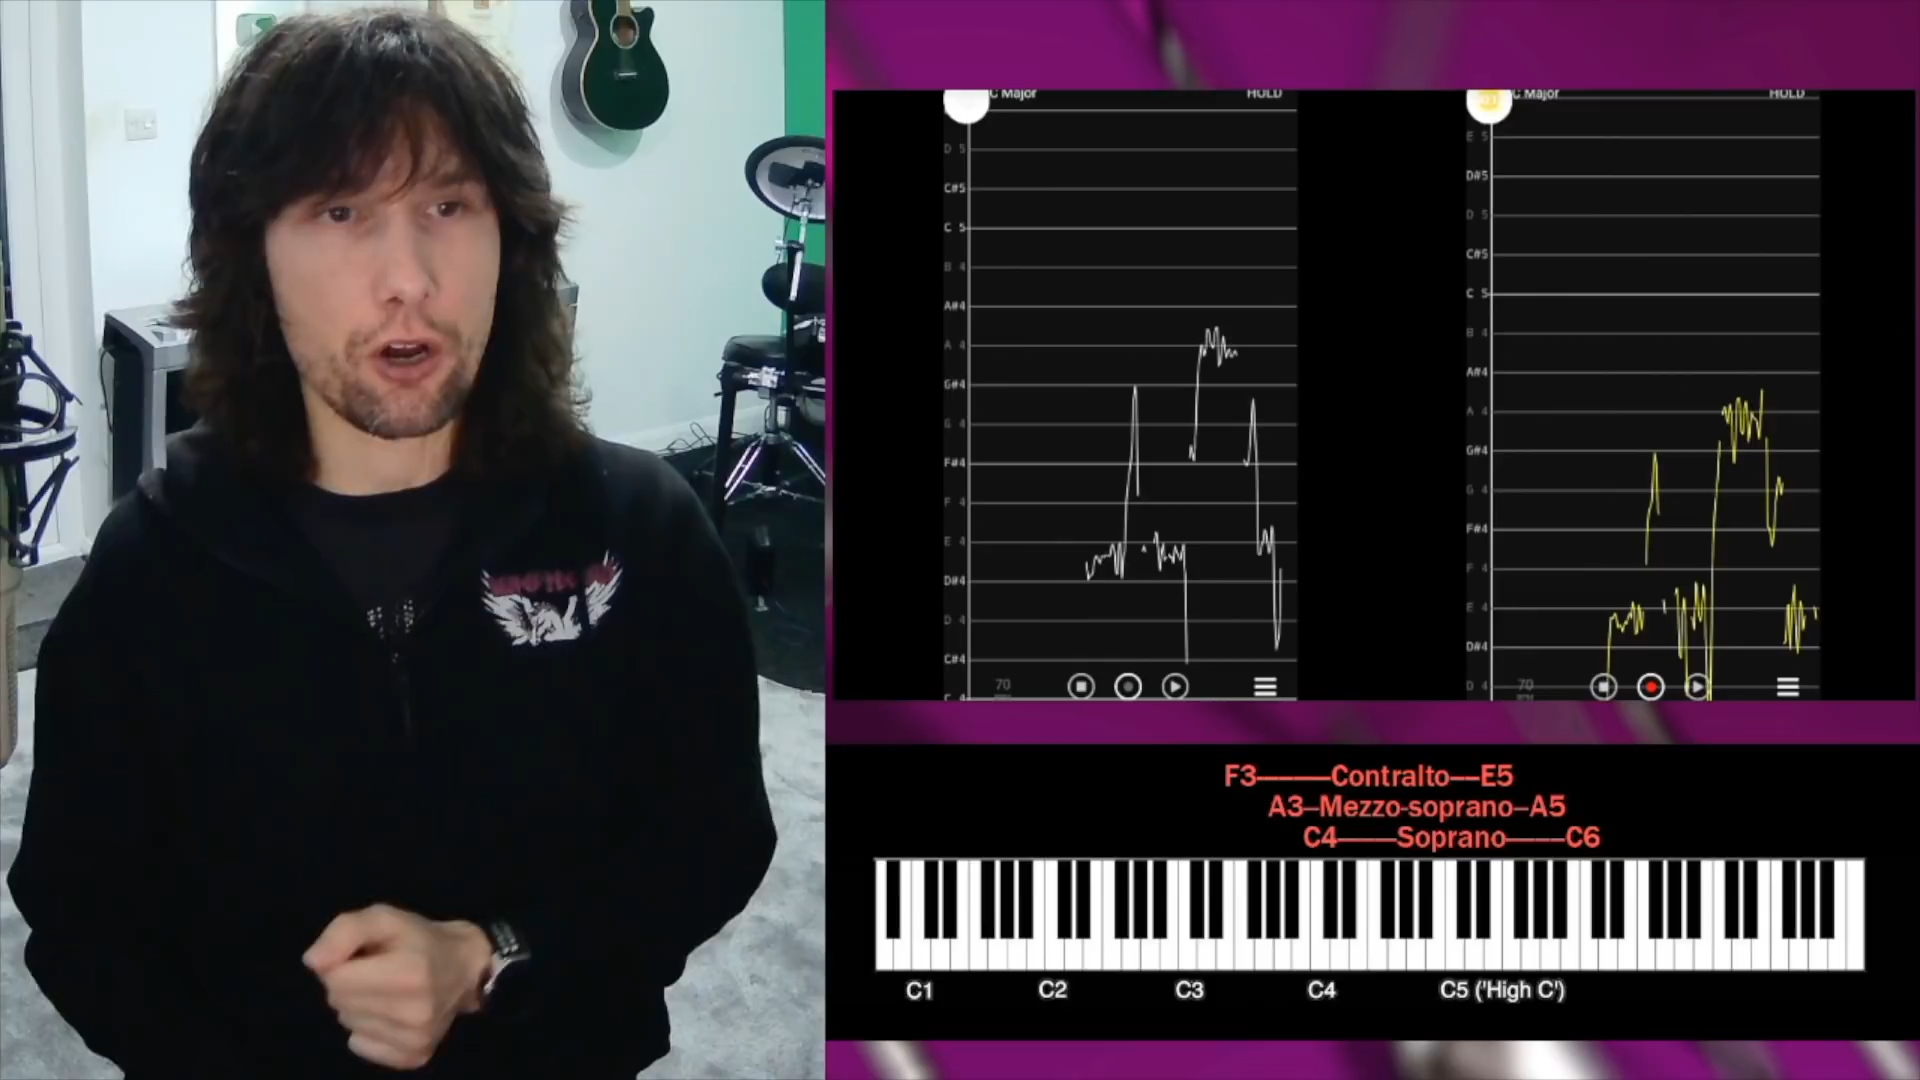 C Major HOLD
D 5
C#5
C 5
B 4
A#4
A 4
G#4
G 4
F#4
F 4
E 4
D#4
D 4
C#4
C 4
70
C Major HOLD
E 5
D#5
D 5
C#5
C 5
B 4
A#4
A 4
G#4
G 4
F#4
F 4
E 4
D#4
D 4
70
F3-----Contralto--E5
A3–Mezzo-soprano–A5
C4----Soprano----C6
C1 C2 C3 C4 C5 ('High C')